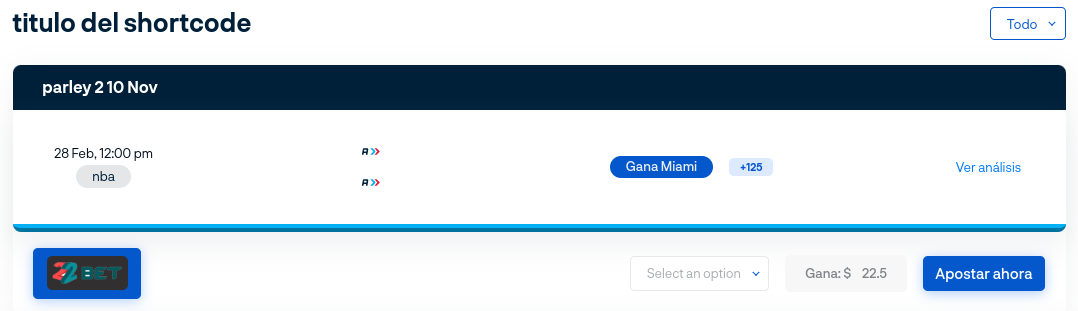 titulo del shortcode
Todo
parley 2 10 Nov
28 Feb, 12:00 pm
nba
Gana Miami
+125
Ver análisis
22BET
Select an option
Gana: $ 22.5
Apostar ahora